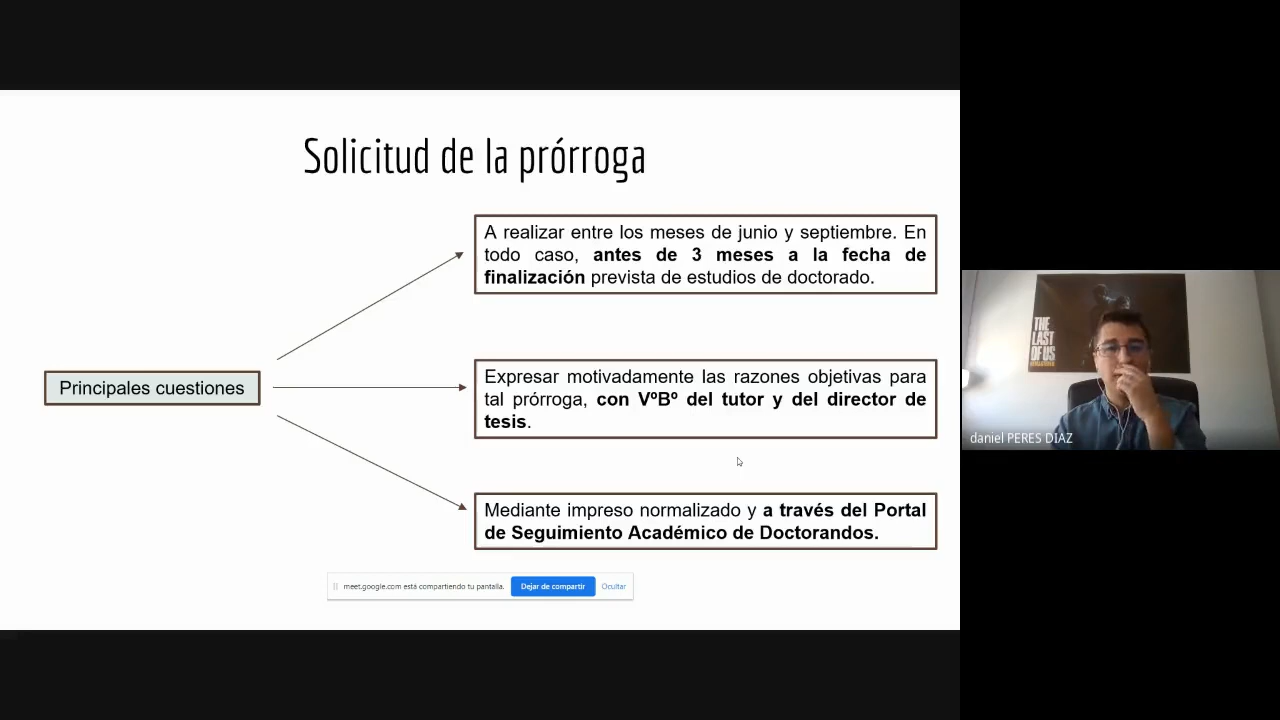 Solicitud de la prórroga
A realizar entre los meses de junio y septiembre. En
todo caso, antes de 3 meses a la fecha de
finalización prevista de estudios de doctorado.
Principales cuestiones
Expresar motivadamente las razones objetivas para
tal prórroga, con VºBº del tutor y del director de
tesis.
Mediante impreso normalizado y a través del Portal
de Seguimiento Académico de Doctorandos.
meet.google.com está compartiendo tu pantalla.
Dejar de compartir
Ocultar
THE
LAST
OF US
daniel PERES DIAZ